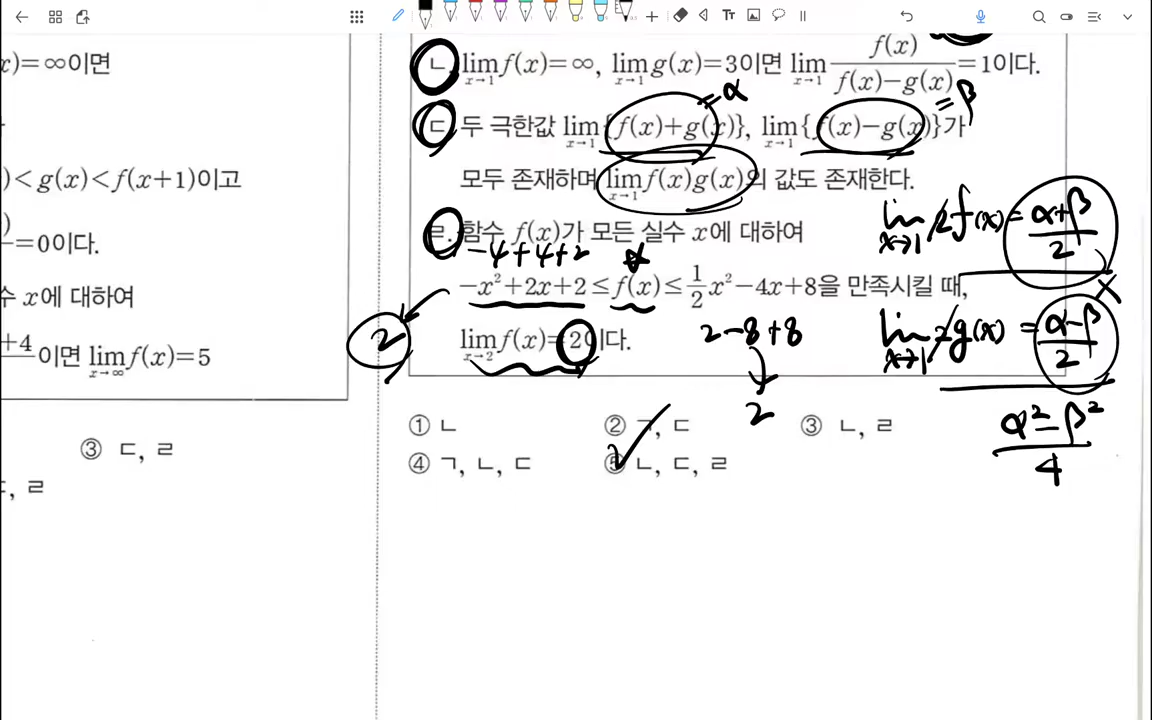 x)=∞이면
)<g(x)<f(x+1)이고
)
=0이다.
수 x에 대하여
+4
이면 lim f(x)=5
x→∞
③ ㄷ, ㄹ
, ㄹ
ㄴ. lim f(x)=∞, lim g(x)=3이면 lim f(x)/f(x)-g(x) =1이다.
x→1 x→1 x→1
=α =β
ㄷ. 두 극한값 lim{f(x)+g(x)}, lim{f(x)-g(x)}가
x→1 x→1
모두 존재하며 lim f(x)g(x)의 값도 존재한다.
x→1
ㄹ. 함수 f(x)가 모든 실수 x에 대하여
-4+4+2
-x²+2x+2≤f(x)≤1/2x²-4x+8을 만족시킬 때,
lim f(x)=2이다.
x→2
2
2-8+8
2
lim 2f(x)=α+β/2
x→1
×
lim 2g(x)=α-β/2
x→1
α²-β²/4
① ㄴ ② ㄱ, ㄷ ③ ㄴ, ㄹ
④ ㄱ, ㄴ, ㄷ ⑤ ㄴ, ㄷ, ㄹ